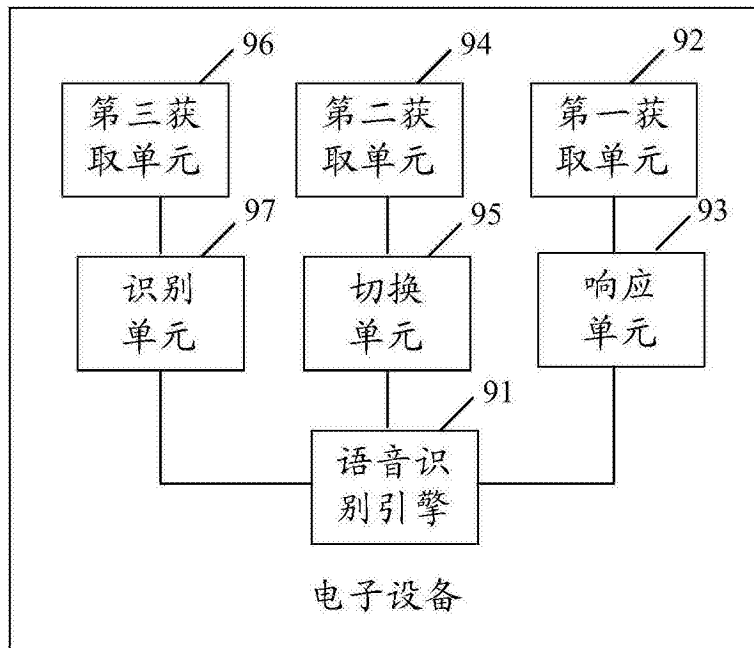 96
94
92
第三获
取单元
第二获
取单元
第一获
取单元
97
95
93
识别
单元
切换
单元
响应
单元
91
语音识
别引擎
电子设备